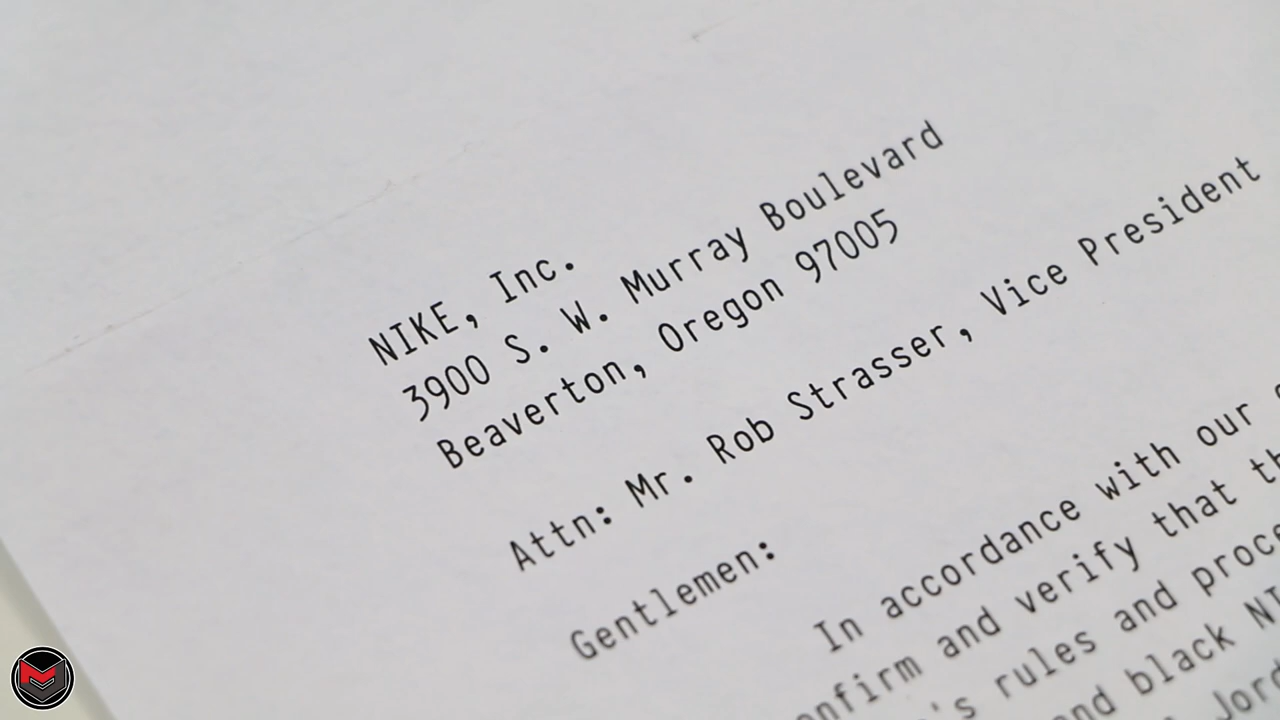 NIKE, Inc.
3900 S. W. Murray Boulevard
Beaverton, Oregon 97005
Attn: Mr. Rob Strasser, Vice President
Gentlemen:
In accordance with our
and verify that
's rules and
black